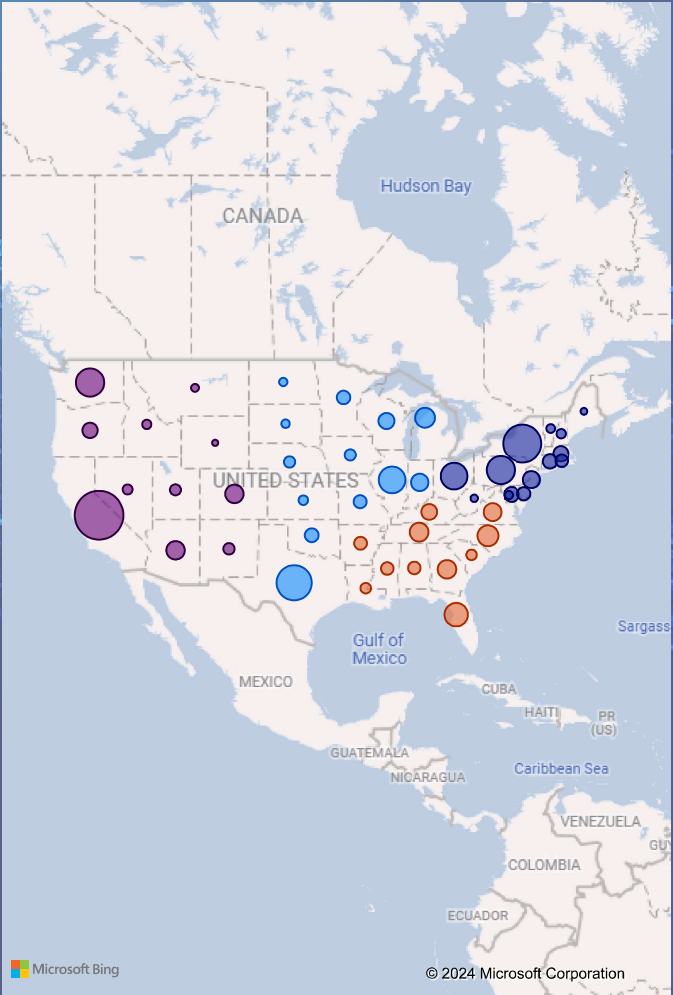 Hudson Bay
CANADA
UNITED STATES
Sargass
Gulf of
Mexico
MEXICO
CUBA
HAITI
PR
(US)
GUATEMALA
Caribbean Sea
NICARAGUA
VENEZUELA
GUY
COLOMBIA
ECUADOR
Microsoft Bing
© 2024 Microsoft Corporation